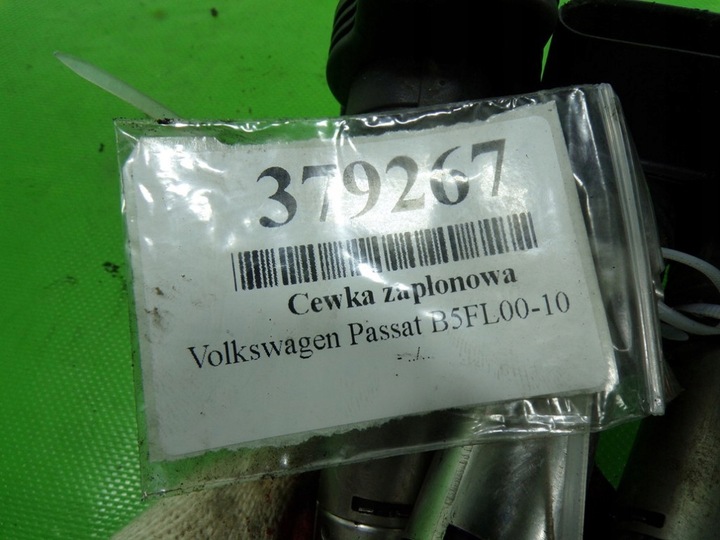 379267
Cewka zapłonowa
Volkswagen Passat B5FL00-10
- ../...